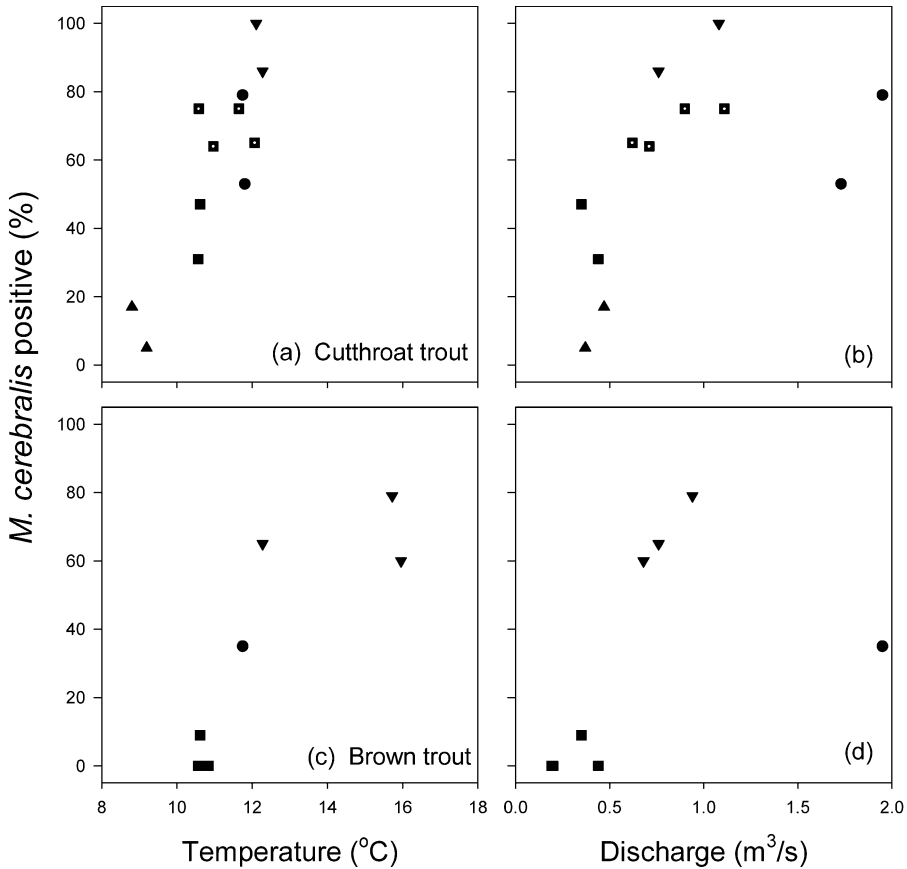 M. cerebralis positive (%)
100
80
60
40
20
0
(a) Cutthroat trout
(b)
100
80
60
40
20
0
(c) Brown trout
(d)
8 10 12 14 16 18
0.0 0.5 1.0 1.5 2.0
Temperature (°C)
Discharge (m³/s)